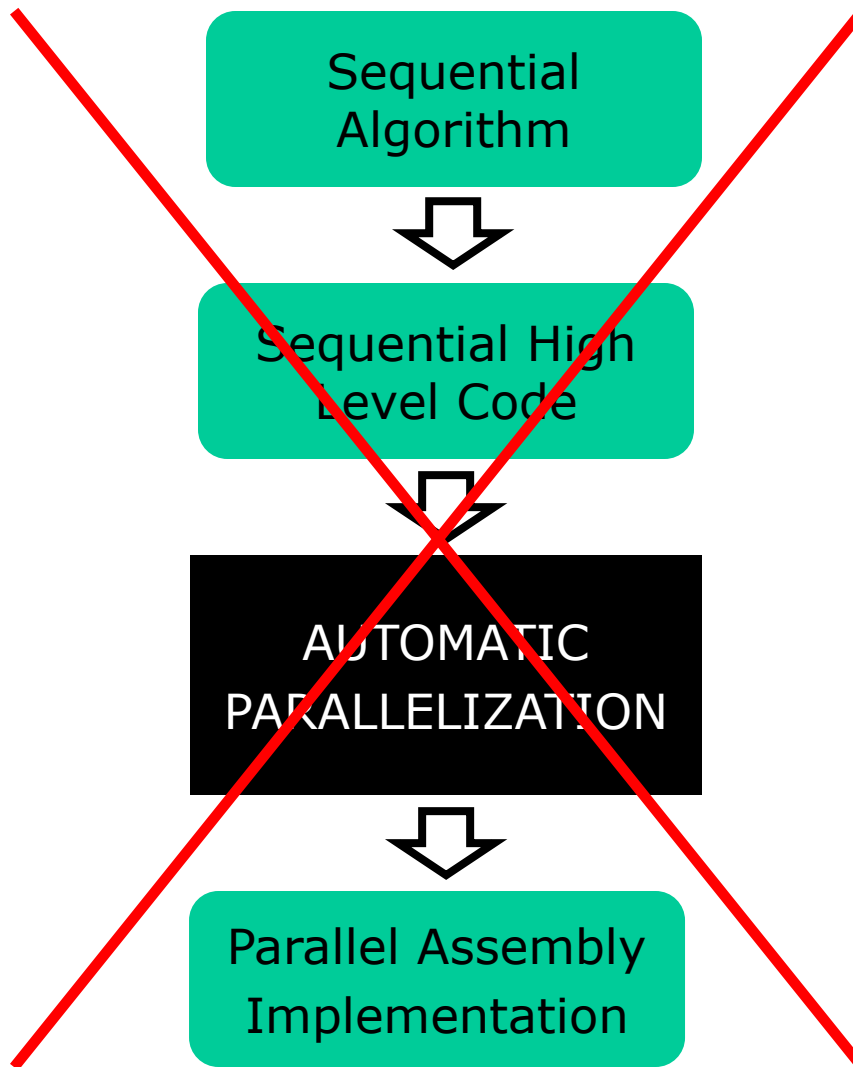 Sequential
Algorithm
Sequential High
Level Code
AUTOMATIC
PARALLELIZATION
Parallel Assembly
Implementation